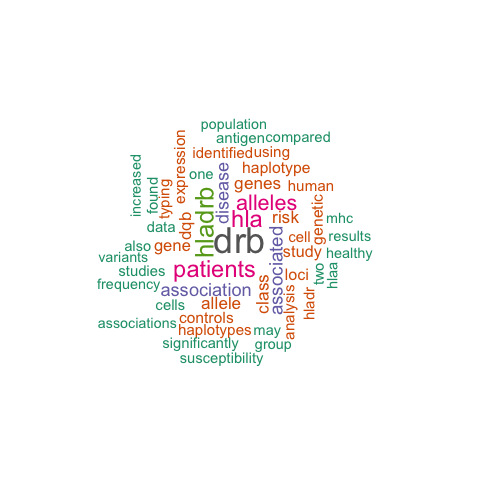 population
antigen
compared
identified
using
expression
one
disease
haplotype
genes
human
increased
found
typing
alleles
data
dqb
hladrb
hla
risk
genetic
mhc
drb
cell
results
also
gene
study
healthy
variants
patients
associated
studies
loci
two
hlaa
frequency
association
class
cells
allele
analysis
hladr
associations
controls
haplotypes
may
significantly
group
susceptibility